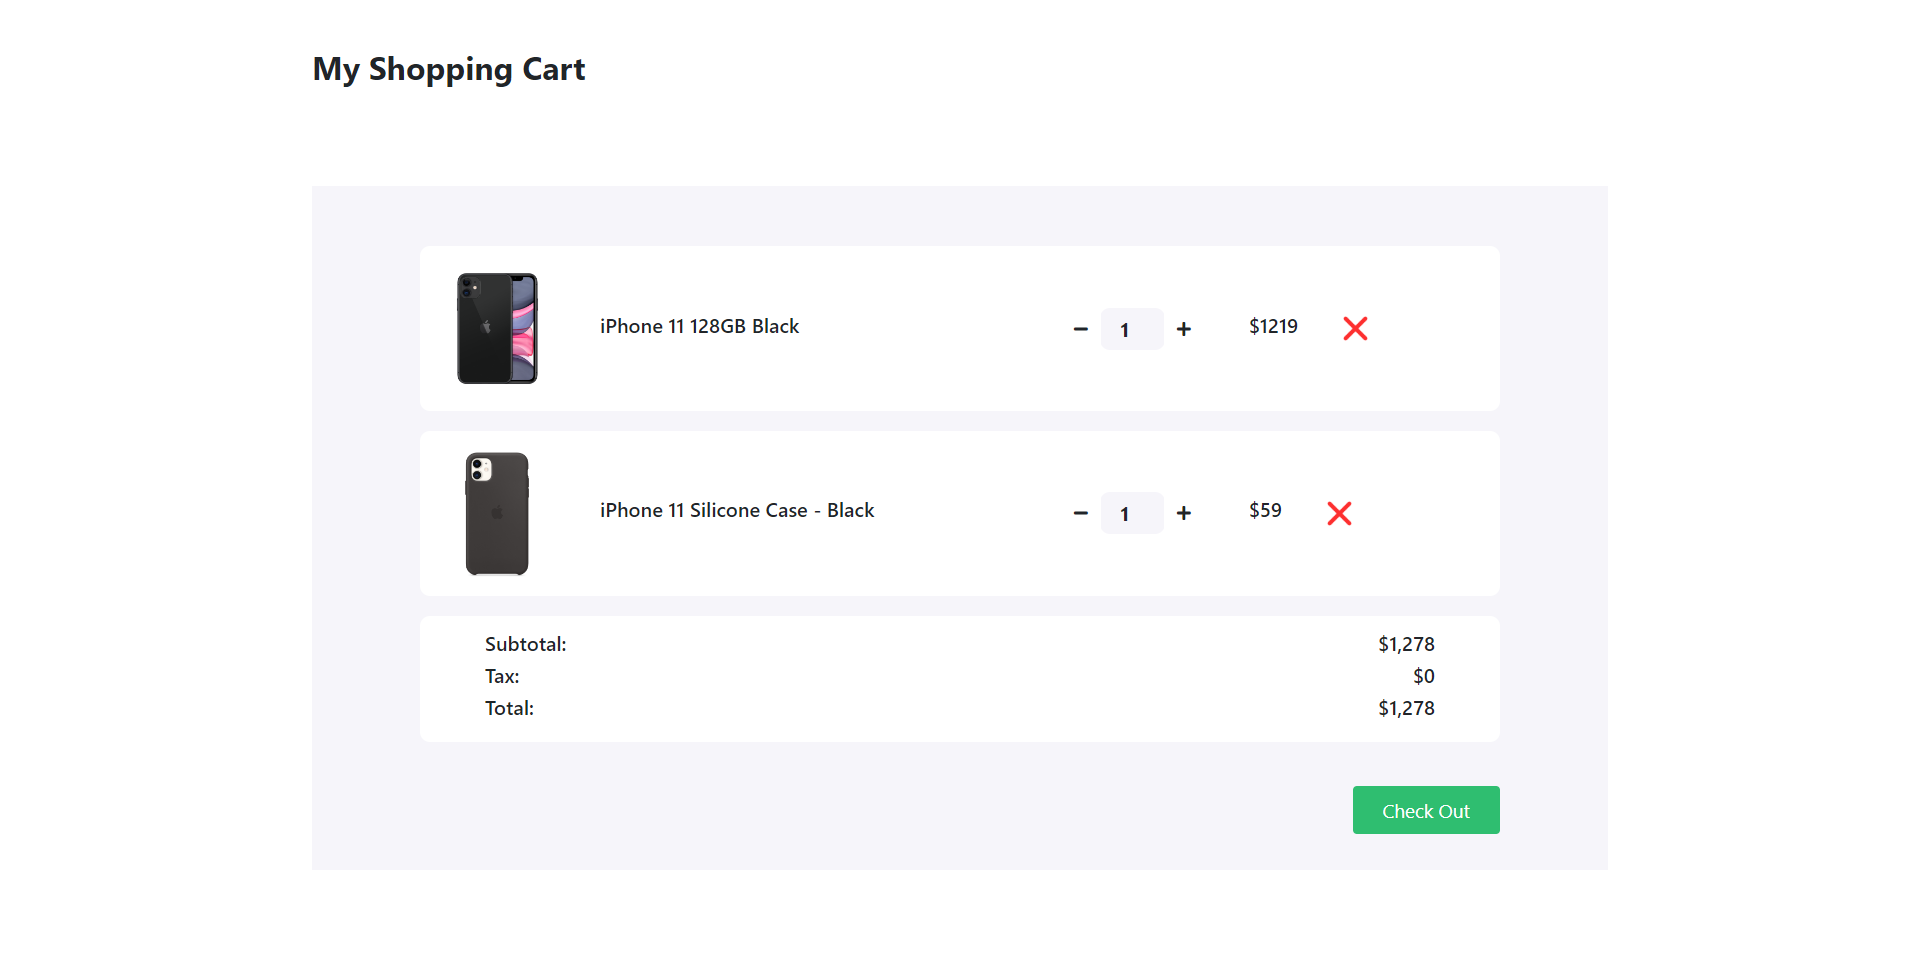 My Shopping Cart
iPhone 11 128GB Black − 1 + $1219
iPhone 11 Silicone Case - Black − 1 + $59
Subtotal: $1,278
Tax: $0
Total: $1,278
Check Out